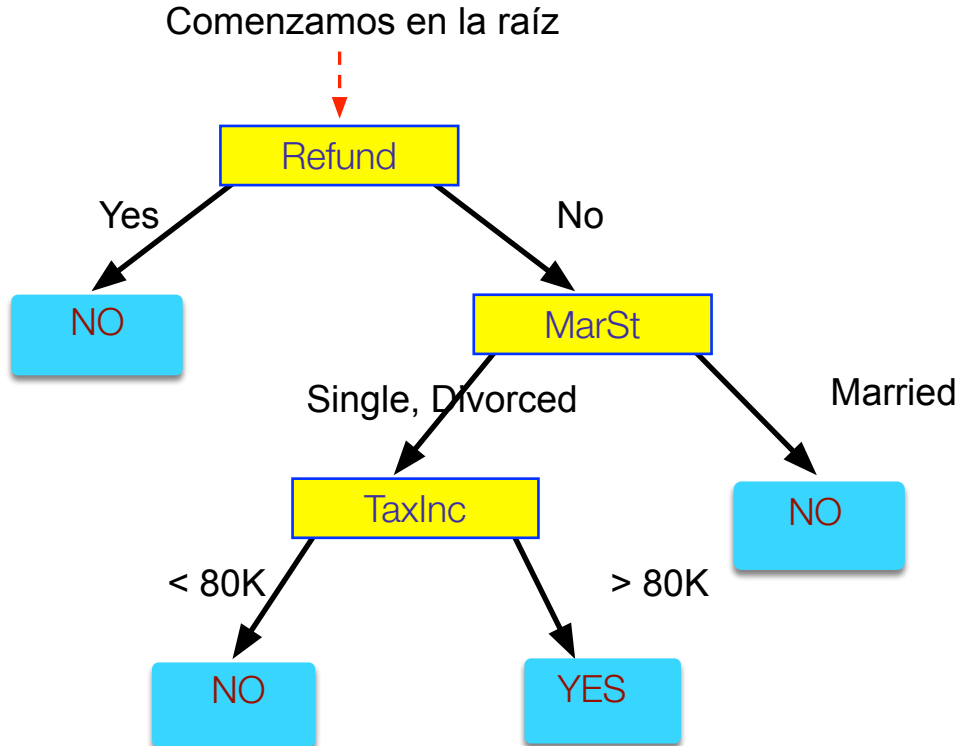 Comenzamos en la raíz
Refund
Yes
No
NO
MarSt
Single, Divorced
Married
TaxInc
NO
< 80K
> 80K
NO
YES